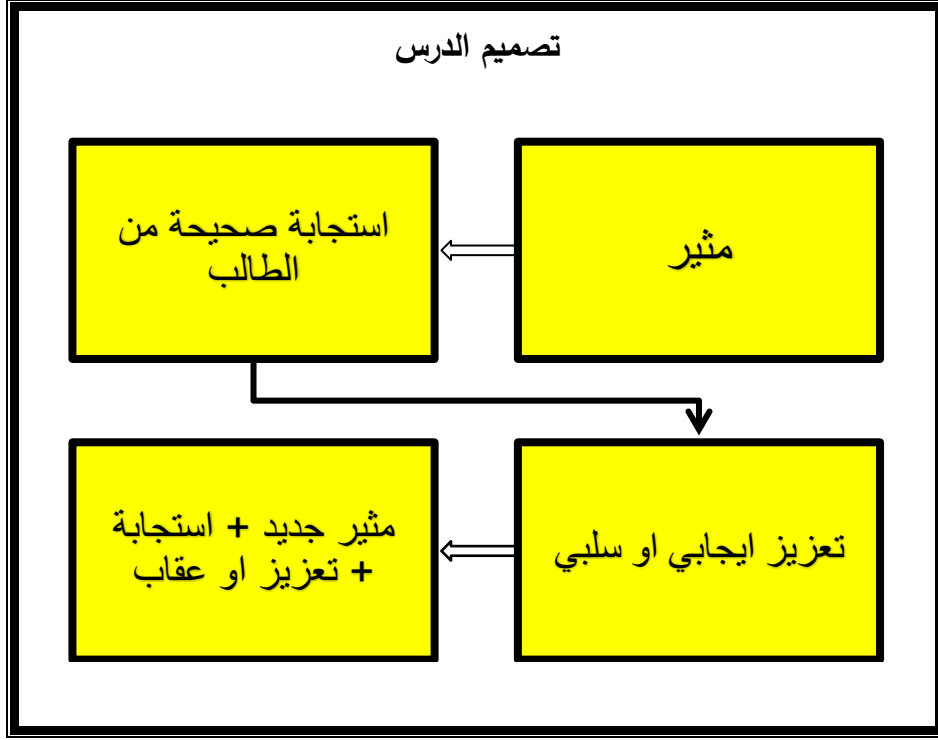 تصميم الدرس
مثير
استجابة صحيحة من
الطالب
تعزيز ايجابي او سلبي
مثير جديد + استجابة
+ تعزيز او عقاب